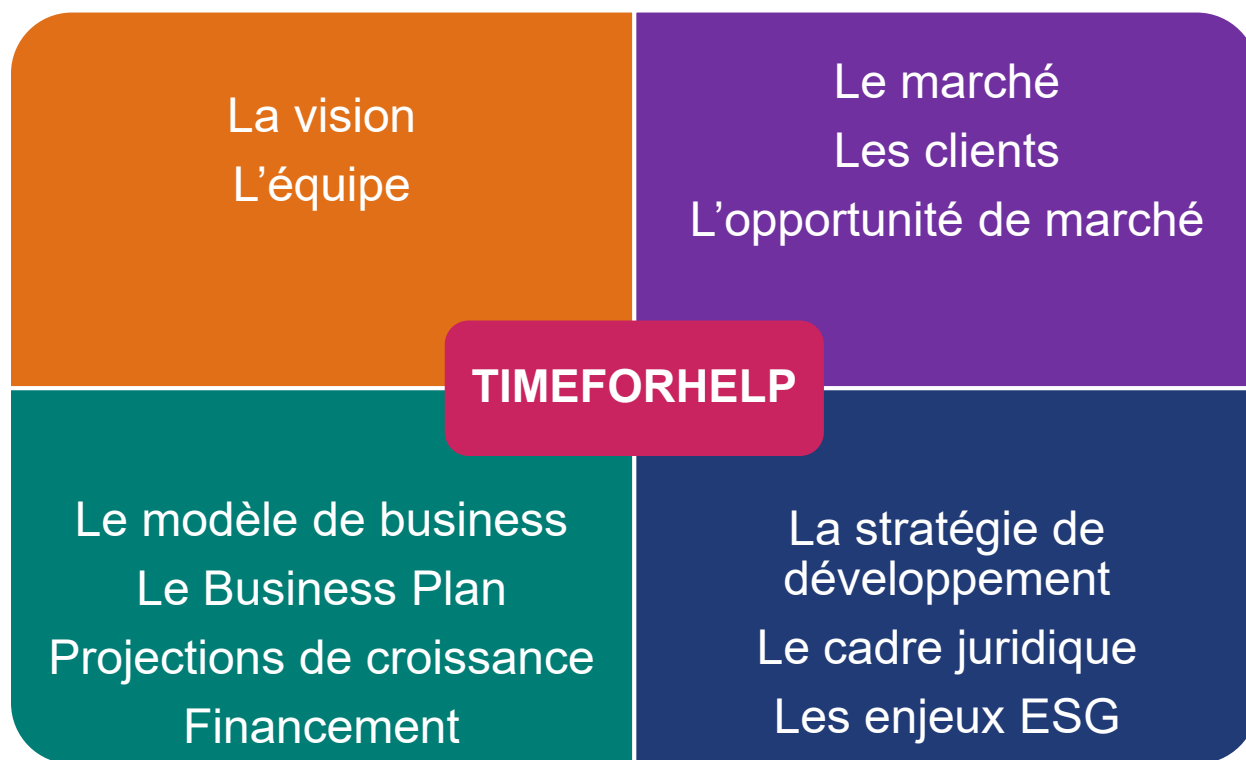 La vision
L’équipe
Le marché
Les clients
L’opportunité de marché
TIMEFORHELP
Le modèle de business
Le Business Plan
Projections de croissance
Financement
La stratégie de
développement
Le cadre juridique
Les enjeux ESG